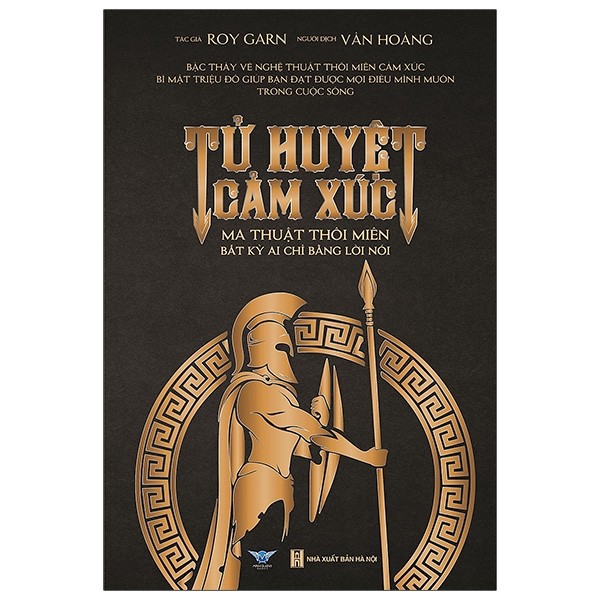 TÁC GIẢ ROY GARN NGƯỜI DỊCH VĂN HOÀNG
BẬC THẦY VỀ NGHỆ THUẬT THÔI MIÊN CẢM XÚC
BÍ MẬT TRIỆU ĐÔ GIÚP BẠN ĐẠT ĐƯỢC MỌI ĐIỀU MÌNH MUỐN
TRONG CUỘC SỐNG
TỬ HUYỆT
CẢM XÚC
MA THUẬT THÔI MIÊN
BẤT KỲ AI CHỈ BẰNG LỜI NÓI
NHÀ XUẤT BẢN HÀ NỘI